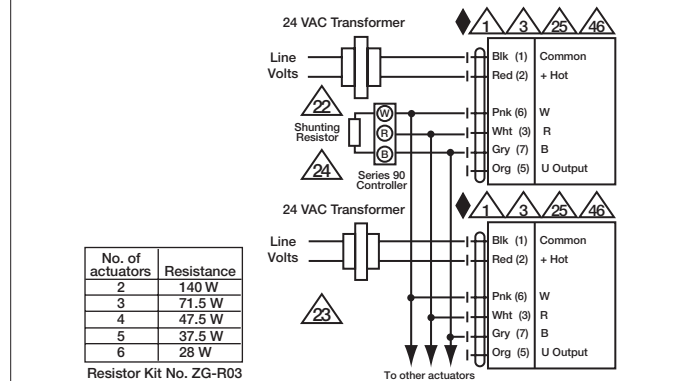 24 VAC Transformer
1 3 25 46
Line
Volts
Blk (1) Common
Red (2) + Hot
22
Shunting
Resistor
W
R
B
Pnk (6) W
Wht (3) R
Gry (7) B
Org (5) U Output
24
Series 90
Controller
24 VAC Transformer
1 3 25 46
Line
Volts
Blk (1) Common
Red (2) + Hot
23
Pnk (6) W
Wht (3) R
Gry (7) B
Org (5) U Output
To other actuators
No. of
actuators Resistance
2 140 W
3 71.5 W
4 47.5 W
5 37.5 W
6 28 W
Resistor Kit No. ZG-R03